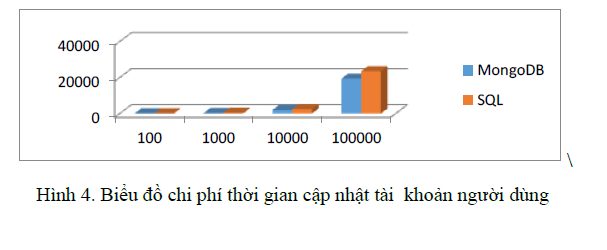 40000
20000
0
100 1000 10000 100000
MongoDB
SQL
\
Hình 4. Biểu đồ chi phí thời gian cập nhật tài khoản người dùng